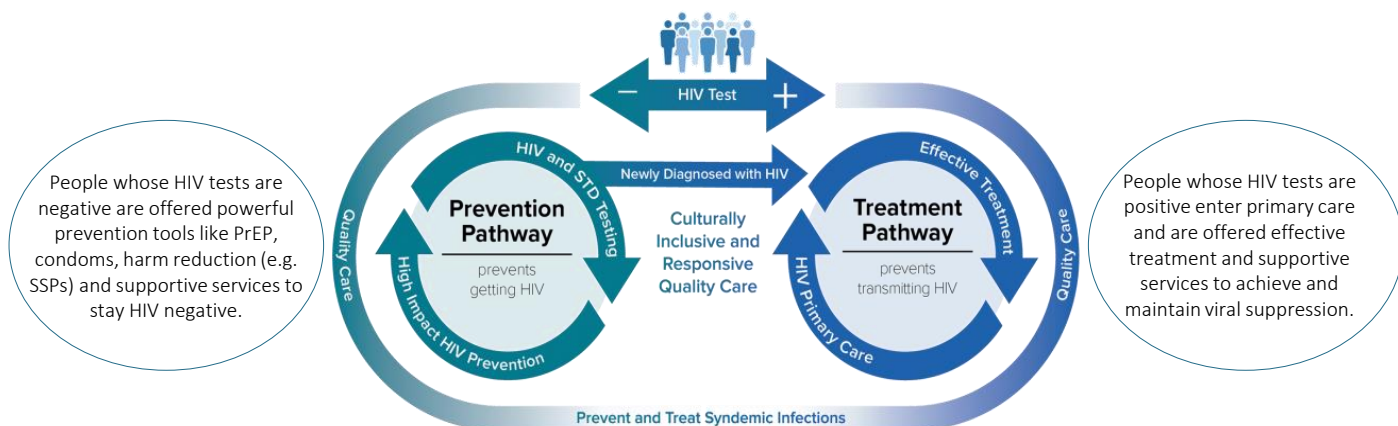 − HIV Test +
People whose HIV tests are
negative are offered powerful
prevention tools like PrEP,
condoms, harm reduction (e.g.
SSPs) and supportive services to
stay HIV negative.
Quality Care
HIV and STD Testing
High Impact HIV Prevention
Prevention
Pathway
prevents
getting HIV
Newly Diagnosed with HIV
Culturally
Inclusive and
Responsive
Quality Care
Effective Treatment
HIV Primary Care
Treatment
Pathway
prevents
transmitting HIV
Quality Care
People whose HIV tests are
positive enter primary care
and are offered effective
treatment and supportive
services to achieve and
maintain viral suppression.
Prevent and Treat Syndemic Infections